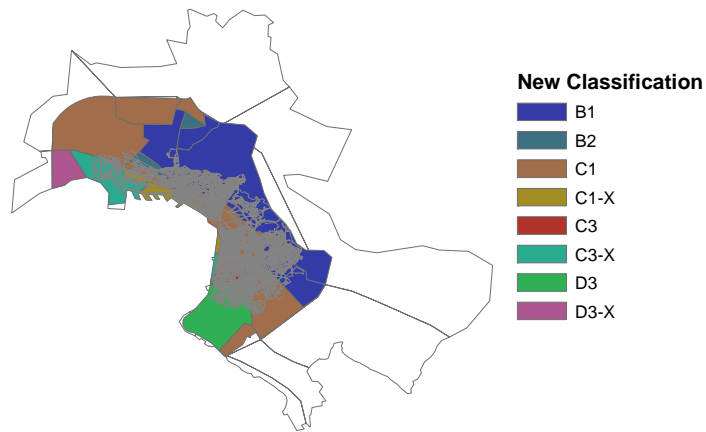 New Classification
B1
B2
C1
C1-X
C3
C3-X
D3
D3-X